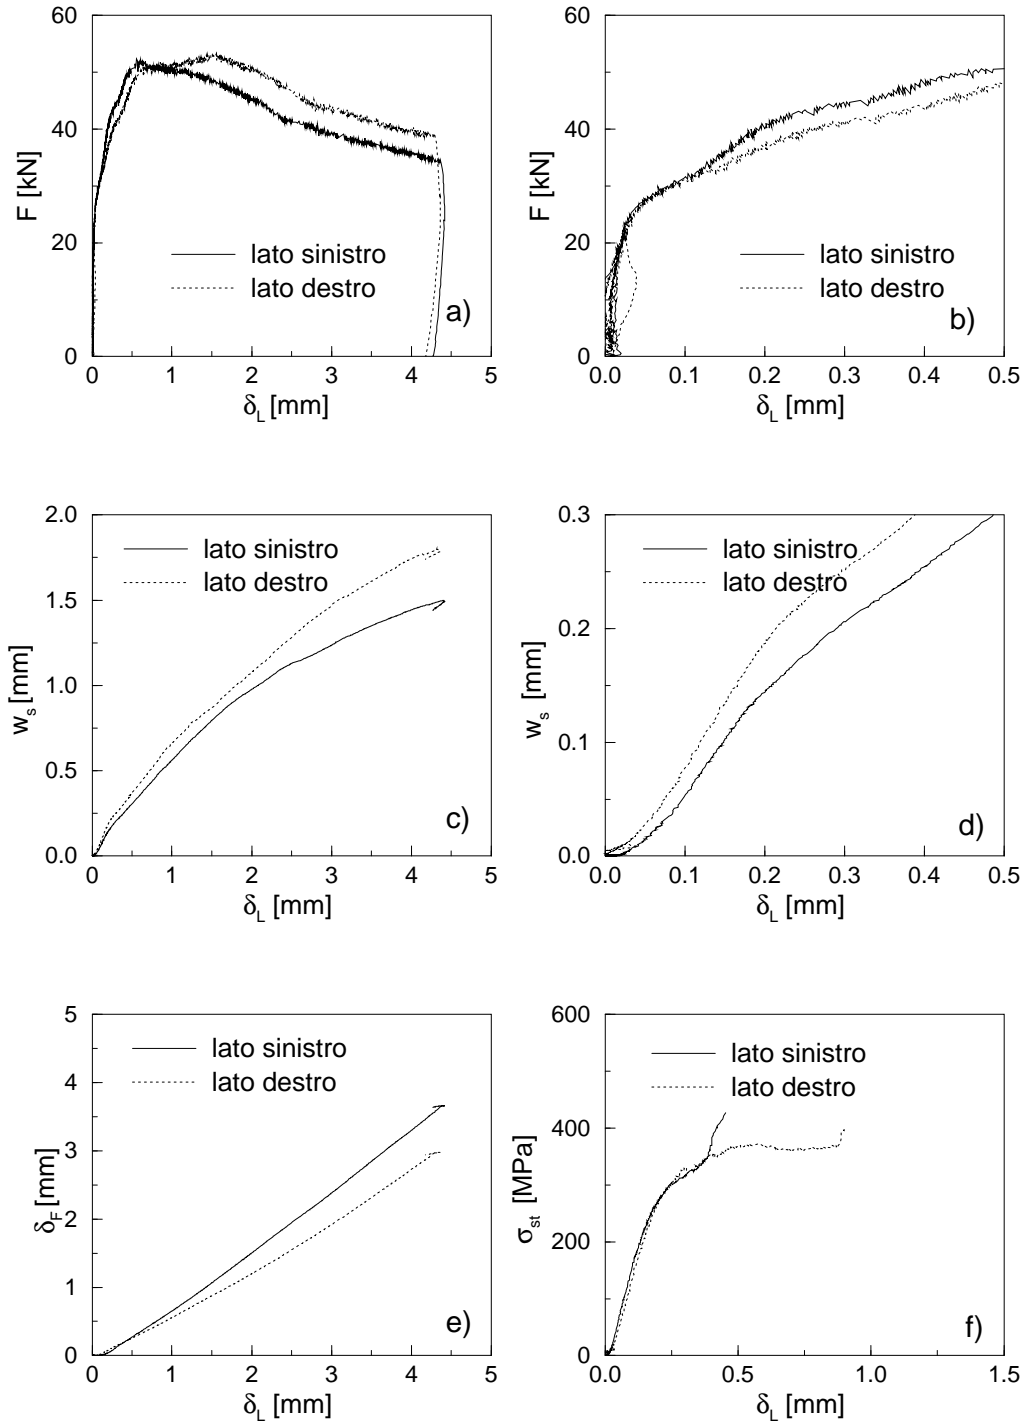 60
40
20
0
F [kN]
lato sinistro
lato destro
a)
0 1 2 3 4 5
δL [mm]
60
40
20
0
F [kN]
lato sinistro
lato destro
b)
0.0 0.1 0.2 0.3 0.4 0.5
δL [mm]
2.0
1.5
1.0
0.5
0.0
ws [mm]
lato sinistro
lato destro
c)
0 1 2 3 4 5
δL [mm]
0.3
0.2
0.1
0.0
ws [mm]
lato sinistro
lato destro
d)
0.0 0.1 0.2 0.3 0.4 0.5
δL [mm]
5
4
3
2
1
0
δF [mm]
lato sinistro
lato destro
e)
0 1 2 3 4 5
δL [mm]
600
400
200
0
σst [MPa]
lato sinistro
lato destro
f)
0.0 0.5 1.0 1.5
δL [mm]